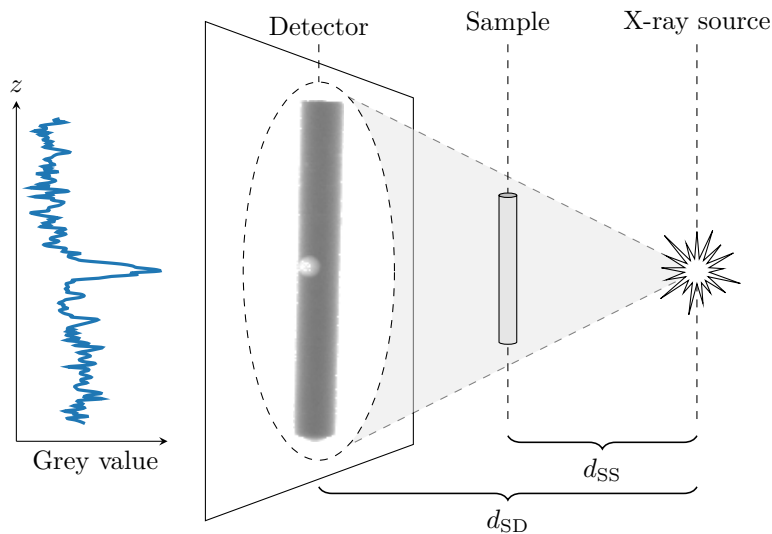 Detector
Sample
X-ray source
z
Grey value
d_SS
d_SD